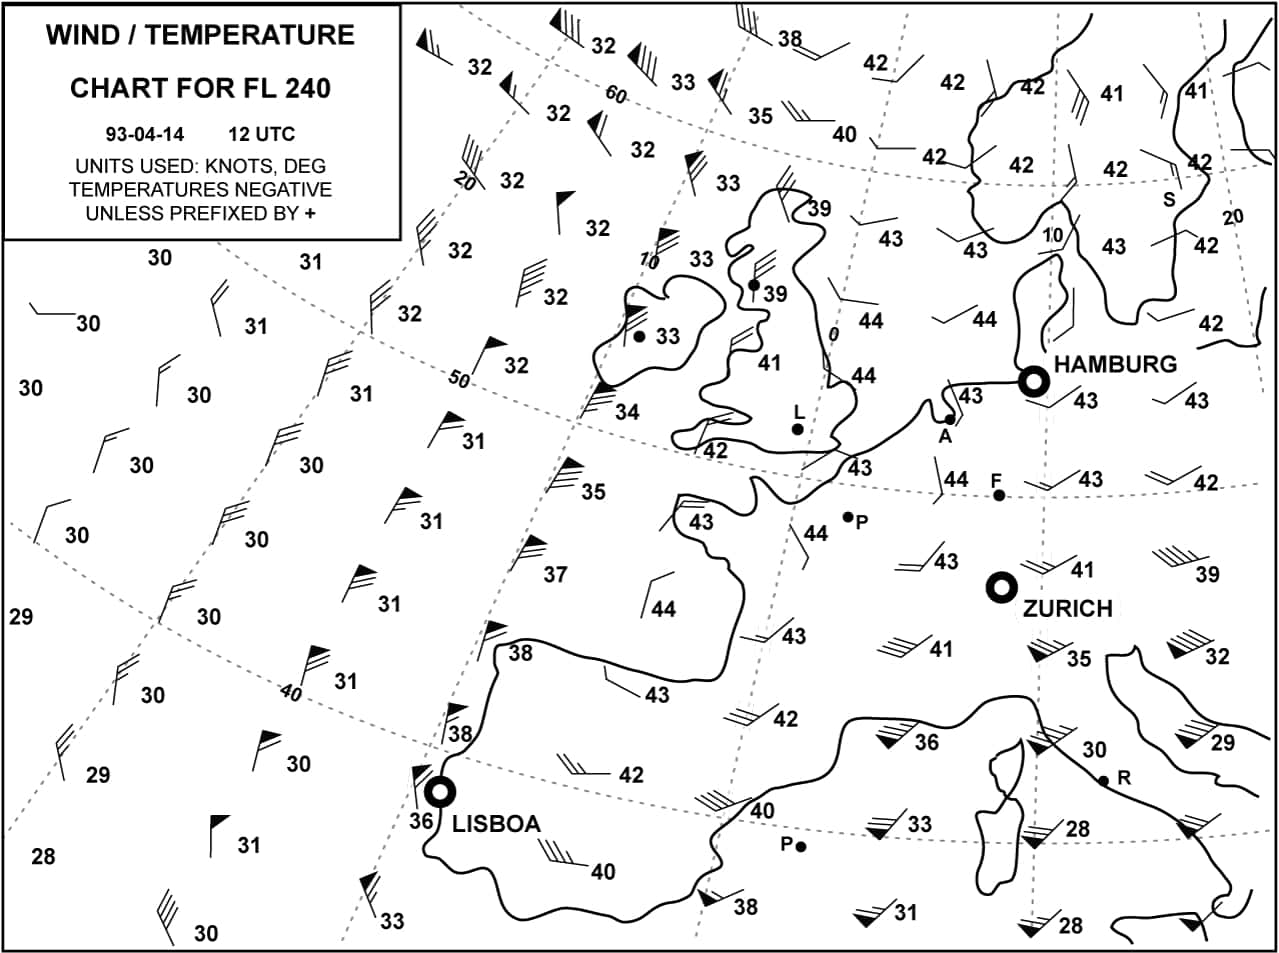 WIND / TEMPERATURE
CHART FOR FL 240
93-04-14 12 UTC
UNITS USED: KNOTS, DEG
TEMPERATURES NEGATIVE
UNLESS PREFIXED BY +
32 32 38 42 42 42 41 41
33
60
32 35 40
32 42 42 42 42
20 32 33 S
39 20
32 32 43 43 10 43 42
30 31 10 33
32 39
30 31 32 44 44 42
33 0
41 HAMBURG
50 32 44
30 30 31 34 43 43 43
L
31 42 A
30 30 43 44 F 43 42
35
30 30 31 43 44 P
37 43 41 39
29 30 31 44 ZURICH
38 43 41 35 32
30 40 31 43
38 42 36 30 29
29 30 42 R
36 LISBOA 40 33 28
28 31 P
40
30 33 38 31 28